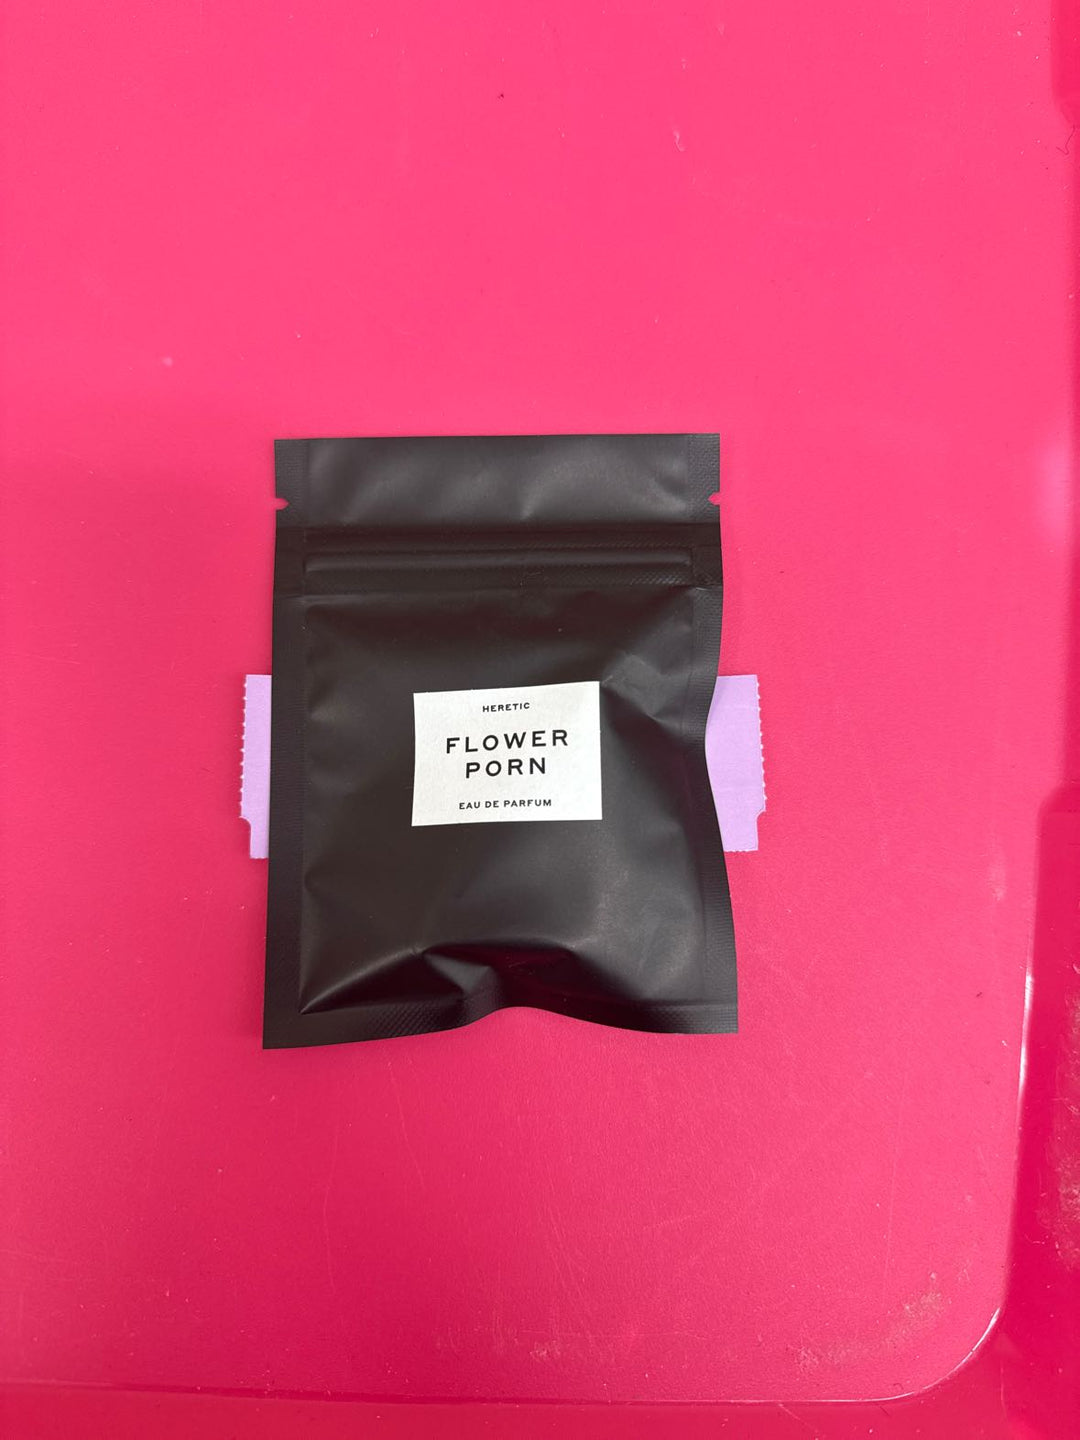 HERETIC
FLOWER
PORN
EAU DE PARFUM